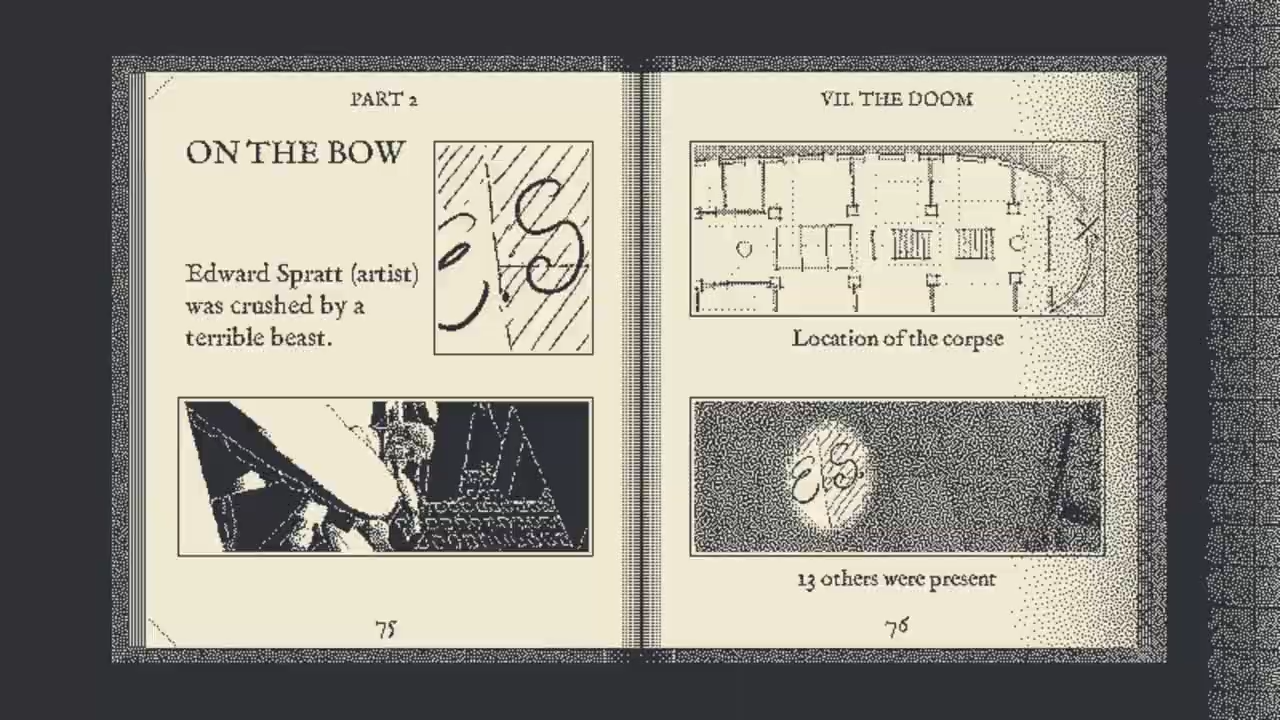 PART 2
ON THE BOW
Edward Spratt (artist)
was crushed by a
terrible beast.
E S
75
VII. THE DOOM
Location of the corpse
E S
13 others were present
76